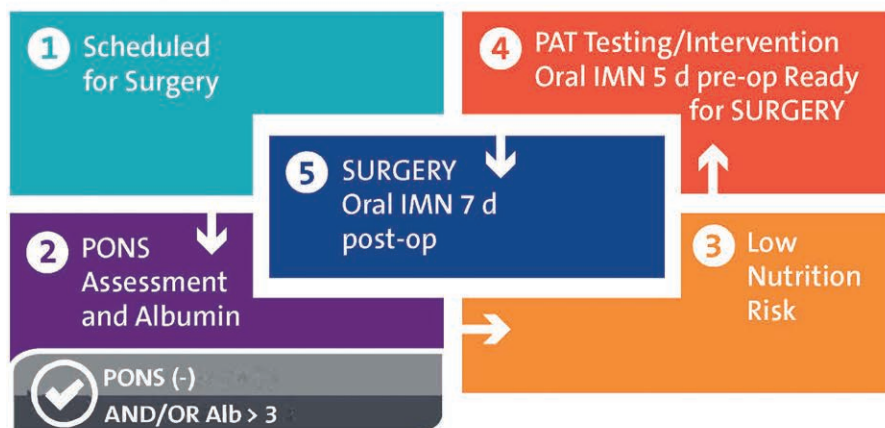 1 Scheduled
for Surgery
2 PONS
Assessment
and Albumin
PONS (-)
AND/OR Alb > 3
3 Low
Nutrition
Risk
4 PAT Testing/Intervention
Oral IMN 5 d pre-op Ready
for SURGERY
5 SURGERY
Oral IMN 7 d
post-op